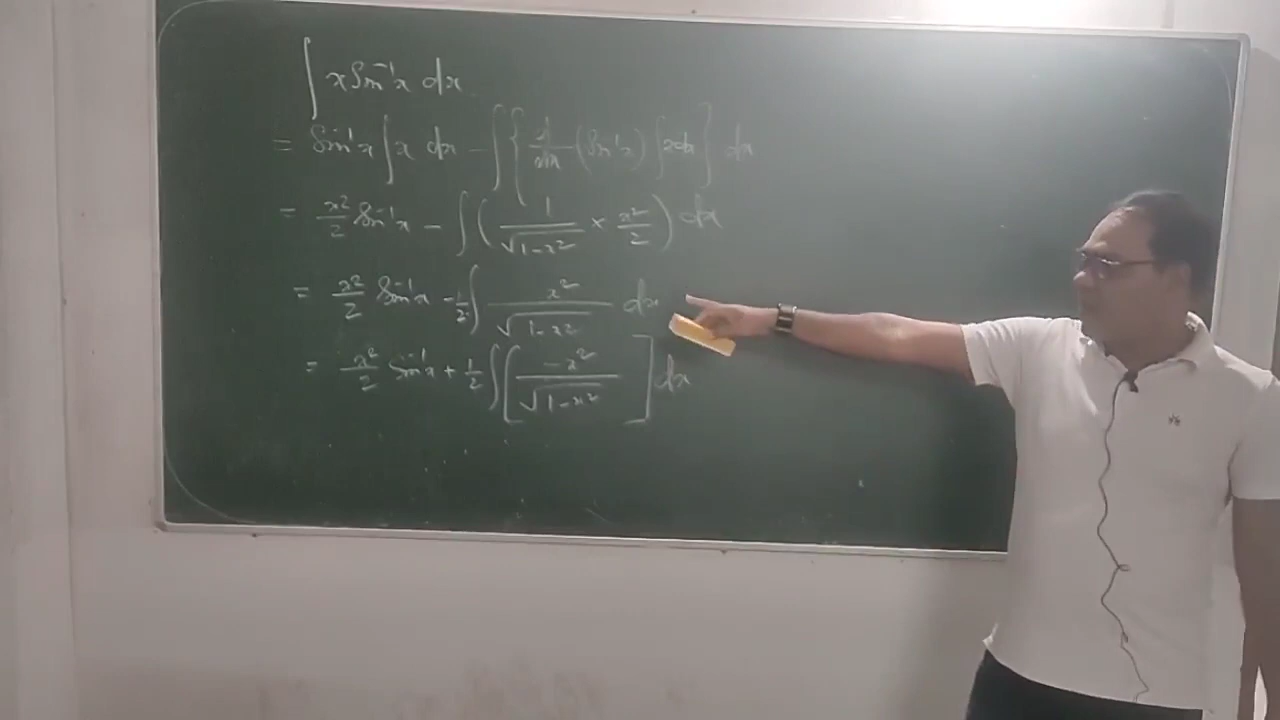 ∫ x sin⁻¹x dx
= sin⁻¹x ∫ x dx - ∫ { d/dx (sin⁻¹x) ∫ x dx } dx
= x²/2 sin⁻¹x - ∫ ( 1/√(1-x²) × x²/2 ) dx
= x²/2 sin⁻¹x - 1/2 ∫ x²/√(1-x²) dx
= x²/2 sin⁻¹x + 1/2 ∫ [ -x²/√(1-x²) ] dx